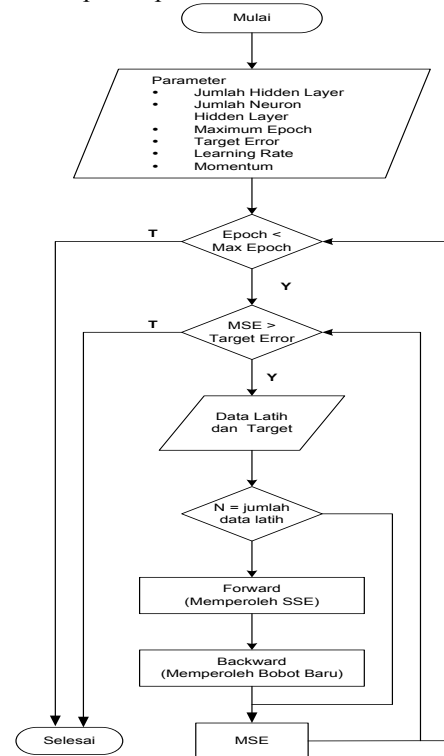 Mulai
Parameter
• Jumlah Hidden Layer
• Jumlah Neuron
Hidden Layer
• Maximum Epoch
• Target Error
• Learning Rate
• Momentum
Epoch <
Max Epoch
T
Y
MSE >
Target Error
T
Y
Data Latih
dan Target
N = jumlah
data latih
Forward
(Memperoleh SSE)
Backward
(Memperoleh Bobot Baru)
Selesai
MSE